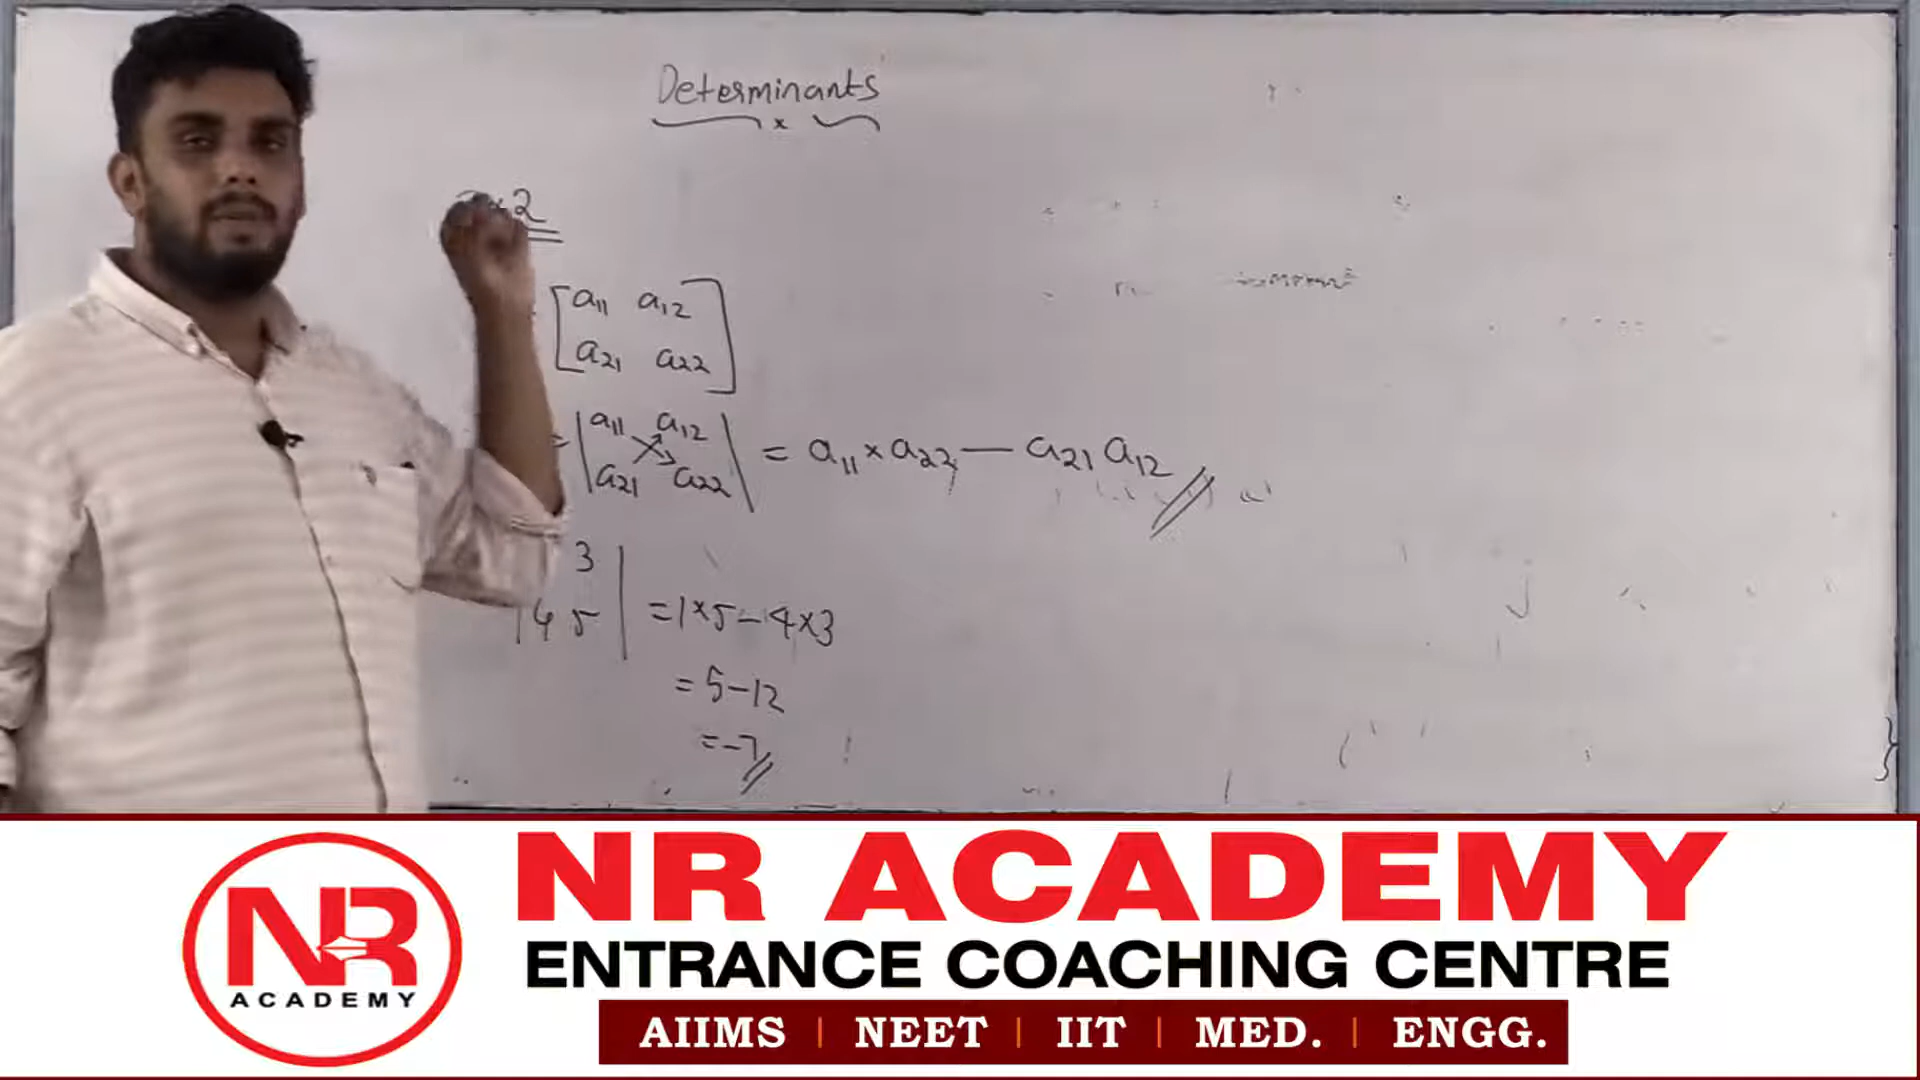 Determinants
2×2
[a11 a12
a21 a22]
= |a11 a12
a21 a22| = a11 × a22 — a21 a12
3
|4 5| = 1×5 - 4×3
= 5-12
= -7
NR ACADEMY
ENTRANCE COACHING CENTRE
AIIMS | NEET | IIT | MED. | ENGG.
NR
ACADEMY